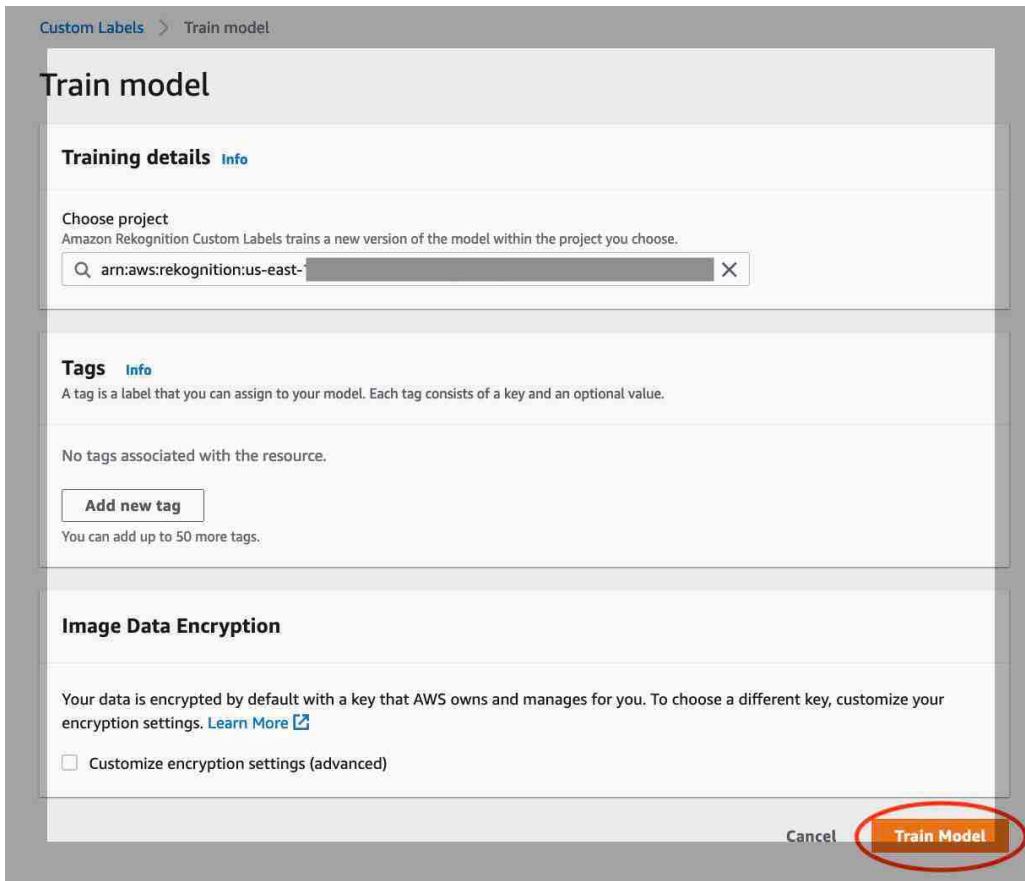 Custom Labels > Train model
Train model
Training details Info
Choose project
Amazon Rekognition Custom Labels trains a new version of the model within the project you choose.
arn:aws:rekognition:us-east-
Tags Info
A tag is a label that you can assign to your model. Each tag consists of a key and an optional value.
No tags associated with the resource.
Add new tag
You can add up to 50 more tags.
Image Data Encryption
Your data is encrypted by default with a key that AWS owns and manages for you. To choose a different key, customize your
encryption settings. Learn More
Customize encryption settings (advanced)
Cancel Train Model